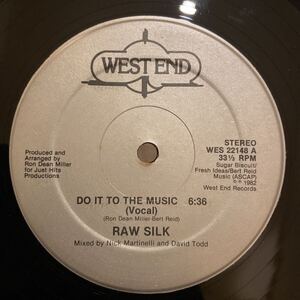 WEST END
Produced and
Arranged by
Ron Dean Miller
for Just Hits
Productions
STEREO
WES 22148 A
33⅓ RPM
Sugar Biscuit/
Fresh Ideas/Bert Reid
Music (ASCAP)
℗ © 1982
West End Records
DO IT TO THE MUSIC 6:36
(Vocal)
(Ron Dean Miller-Bert Reid)
RAW SILK
Mixed by Nick Martinelli and David Todd